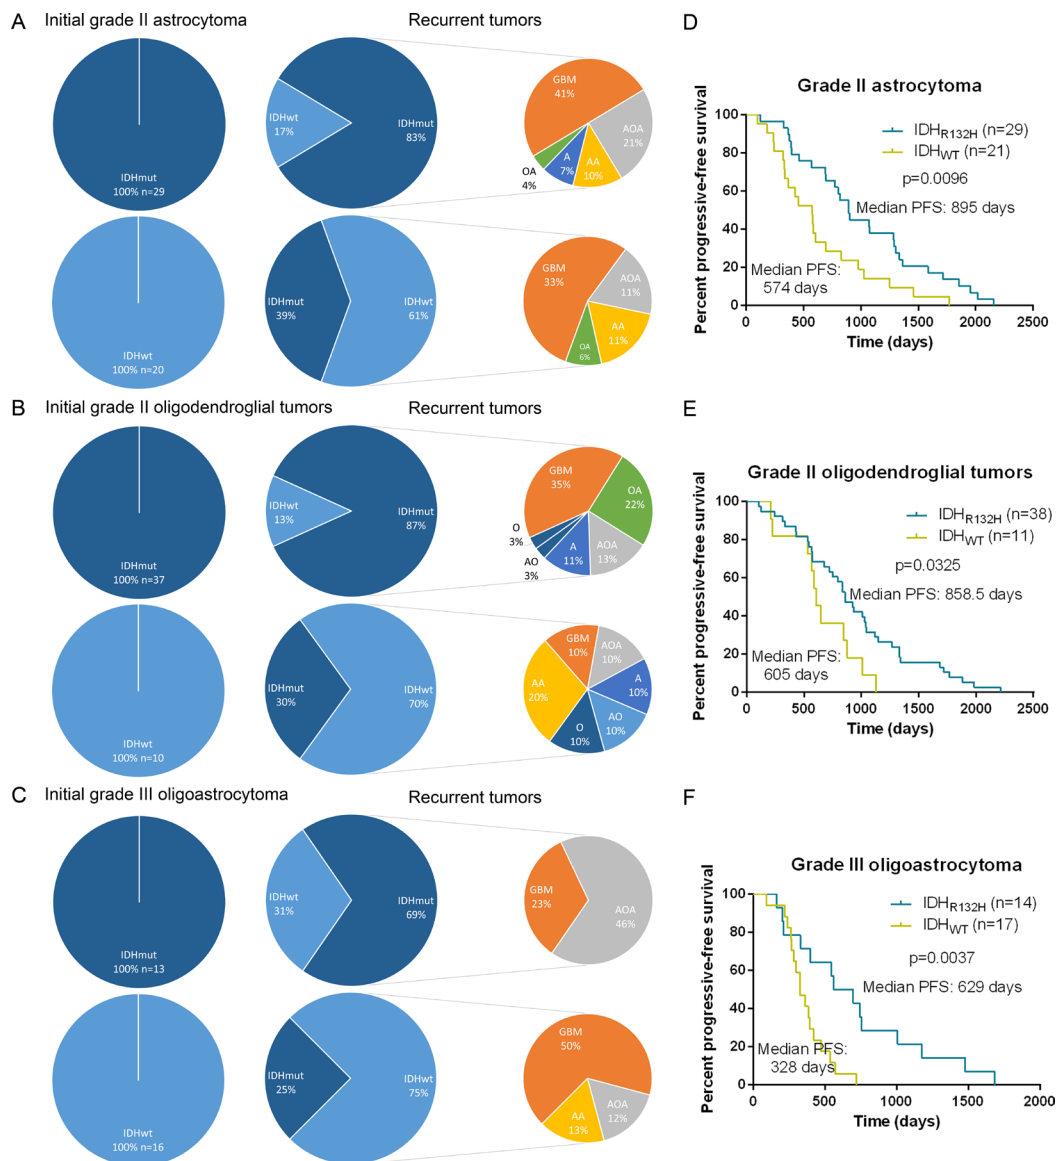 A
Initial grade II astrocytoma
Recurrent tumors
IDHmut
100% n=29
IDHwt
17%
IDHmut
83%
GBM
41%
AOA
21%
AA
10%
A
7%
OA
4%
IDHwt
100% n=20
IDHmut
39%
IDHwt
61%
GBM
33%
AOA
11%
AA
11%
OA
6%
B
Initial grade II oligodendroglial tumors
Recurrent tumors
IDHmut
100% n=37
IDHwt
13%
IDHmut
87%
GBM
35%
OA
22%
AOA
13%
A
11%
AO
3%
O
3%
IDHwt
100% n=10
IDHmut
30%
IDHwt
70%
GBM
10%
AOA
10%
A
10%
AO
10%
O
10%
AA
20%
C
Initial grade III oligoastrocytoma
Recurrent tumors
IDHmut
100% n=13
IDHwt
31%
IDHmut
69%
GBM
23%
AOA
46%
IDHwt
100% n=16
IDHmut
25%
IDHwt
75%
GBM
50%
AOA
12%
AA
13%
D
Grade II astrocytoma
Percent progressive-free survival
100
80
60
40
20
0
IDHR132H (n=29)
IDHWT (n=21)
p=0.0096
Median PFS: 895 days
Median PFS:
574 days
0 500 1000 1500 2000 2500
Time (days)
E
Grade II oligodendroglial tumors
Percent progressive-free survival
100
80
60
40
20
0
IDHR132H (n=38)
IDHWT (n=11)
p=0.0325
Median PFS: 858.5 days
Median PFS:
605 days
0 500 1000 1500 2000 2500
Time (days)
F
Grade III oligoastrocytoma
Percent progressive-free survival
100
80
60
40
20
0
IDHR132H (n=14)
IDHWT (n=17)
p=0.0037
Median PFS: 629 days
Median PFS:
328 days
0 500 1000 1500 2000
Time (days)